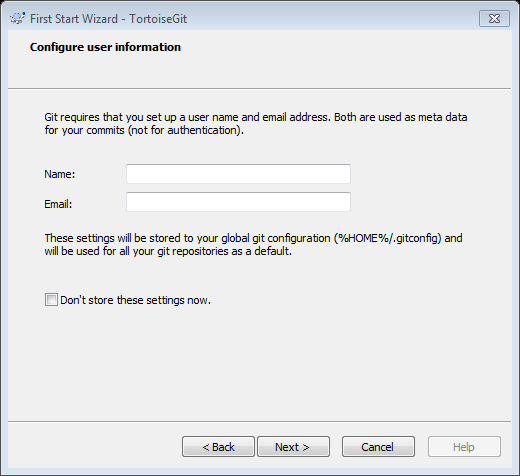 First Start Wizard - TortoiseGit
Configure user information
Git requires that you set up a user name and email address. Both are used as meta data
for your commits (not for authentication).
Name:
Email:
These settings will be stored to your global git configuration (%HOME%/.gitconfig) and
will be used for all your git repositories as a default.
Don't store these settings now.
< Back
Next >
Cancel
Help